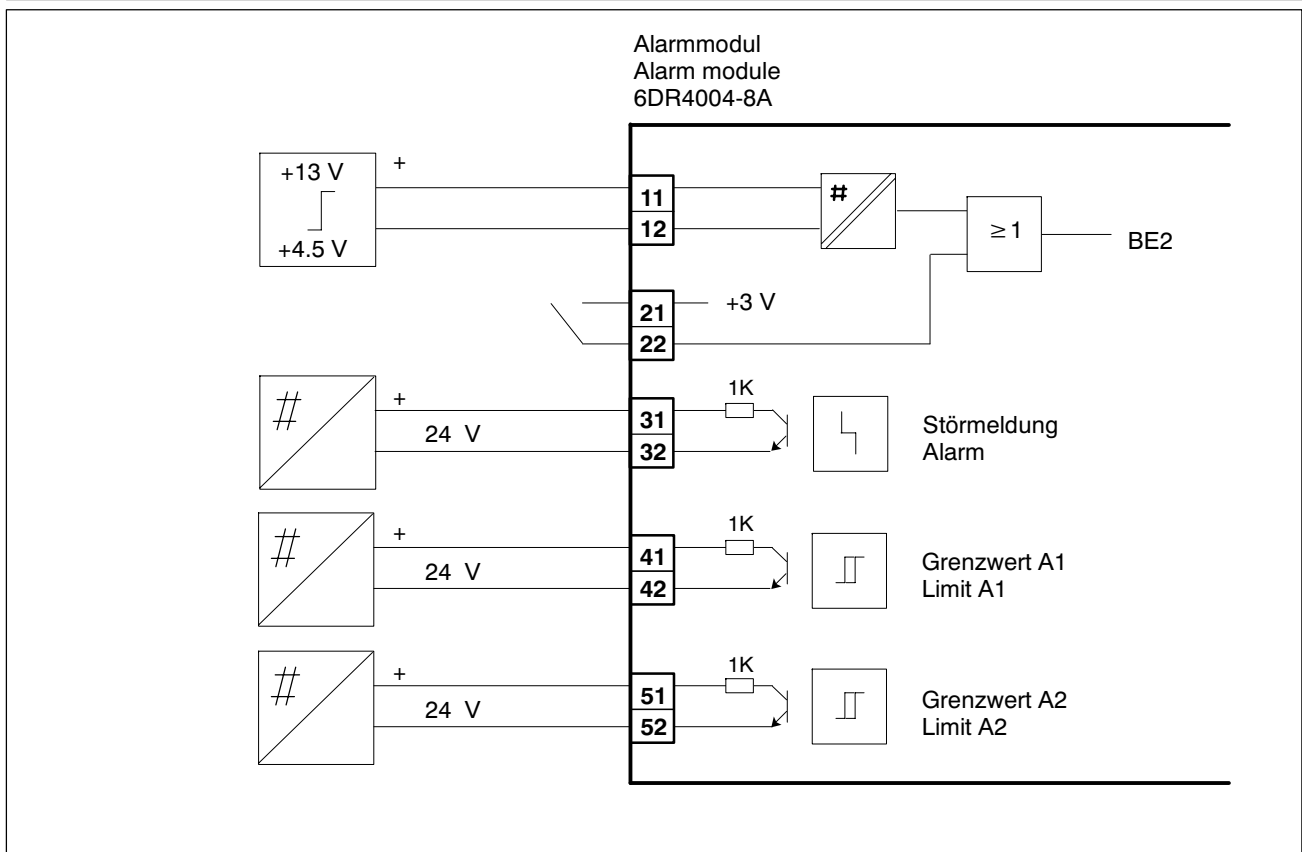 Alarmmodul
Alarm module
6DR4004-8A
+13 V
+4.5 V
+
11
12
#
≥ 1
BE2
21
22
+3 V
#
+
24 V
31
32
1K
Störmeldung
Alarm
#
+
24 V
41
42
1K
Grenzwert A1
Limit A1
#
+
24 V
51
52
1K
Grenzwert A2
Limit A2